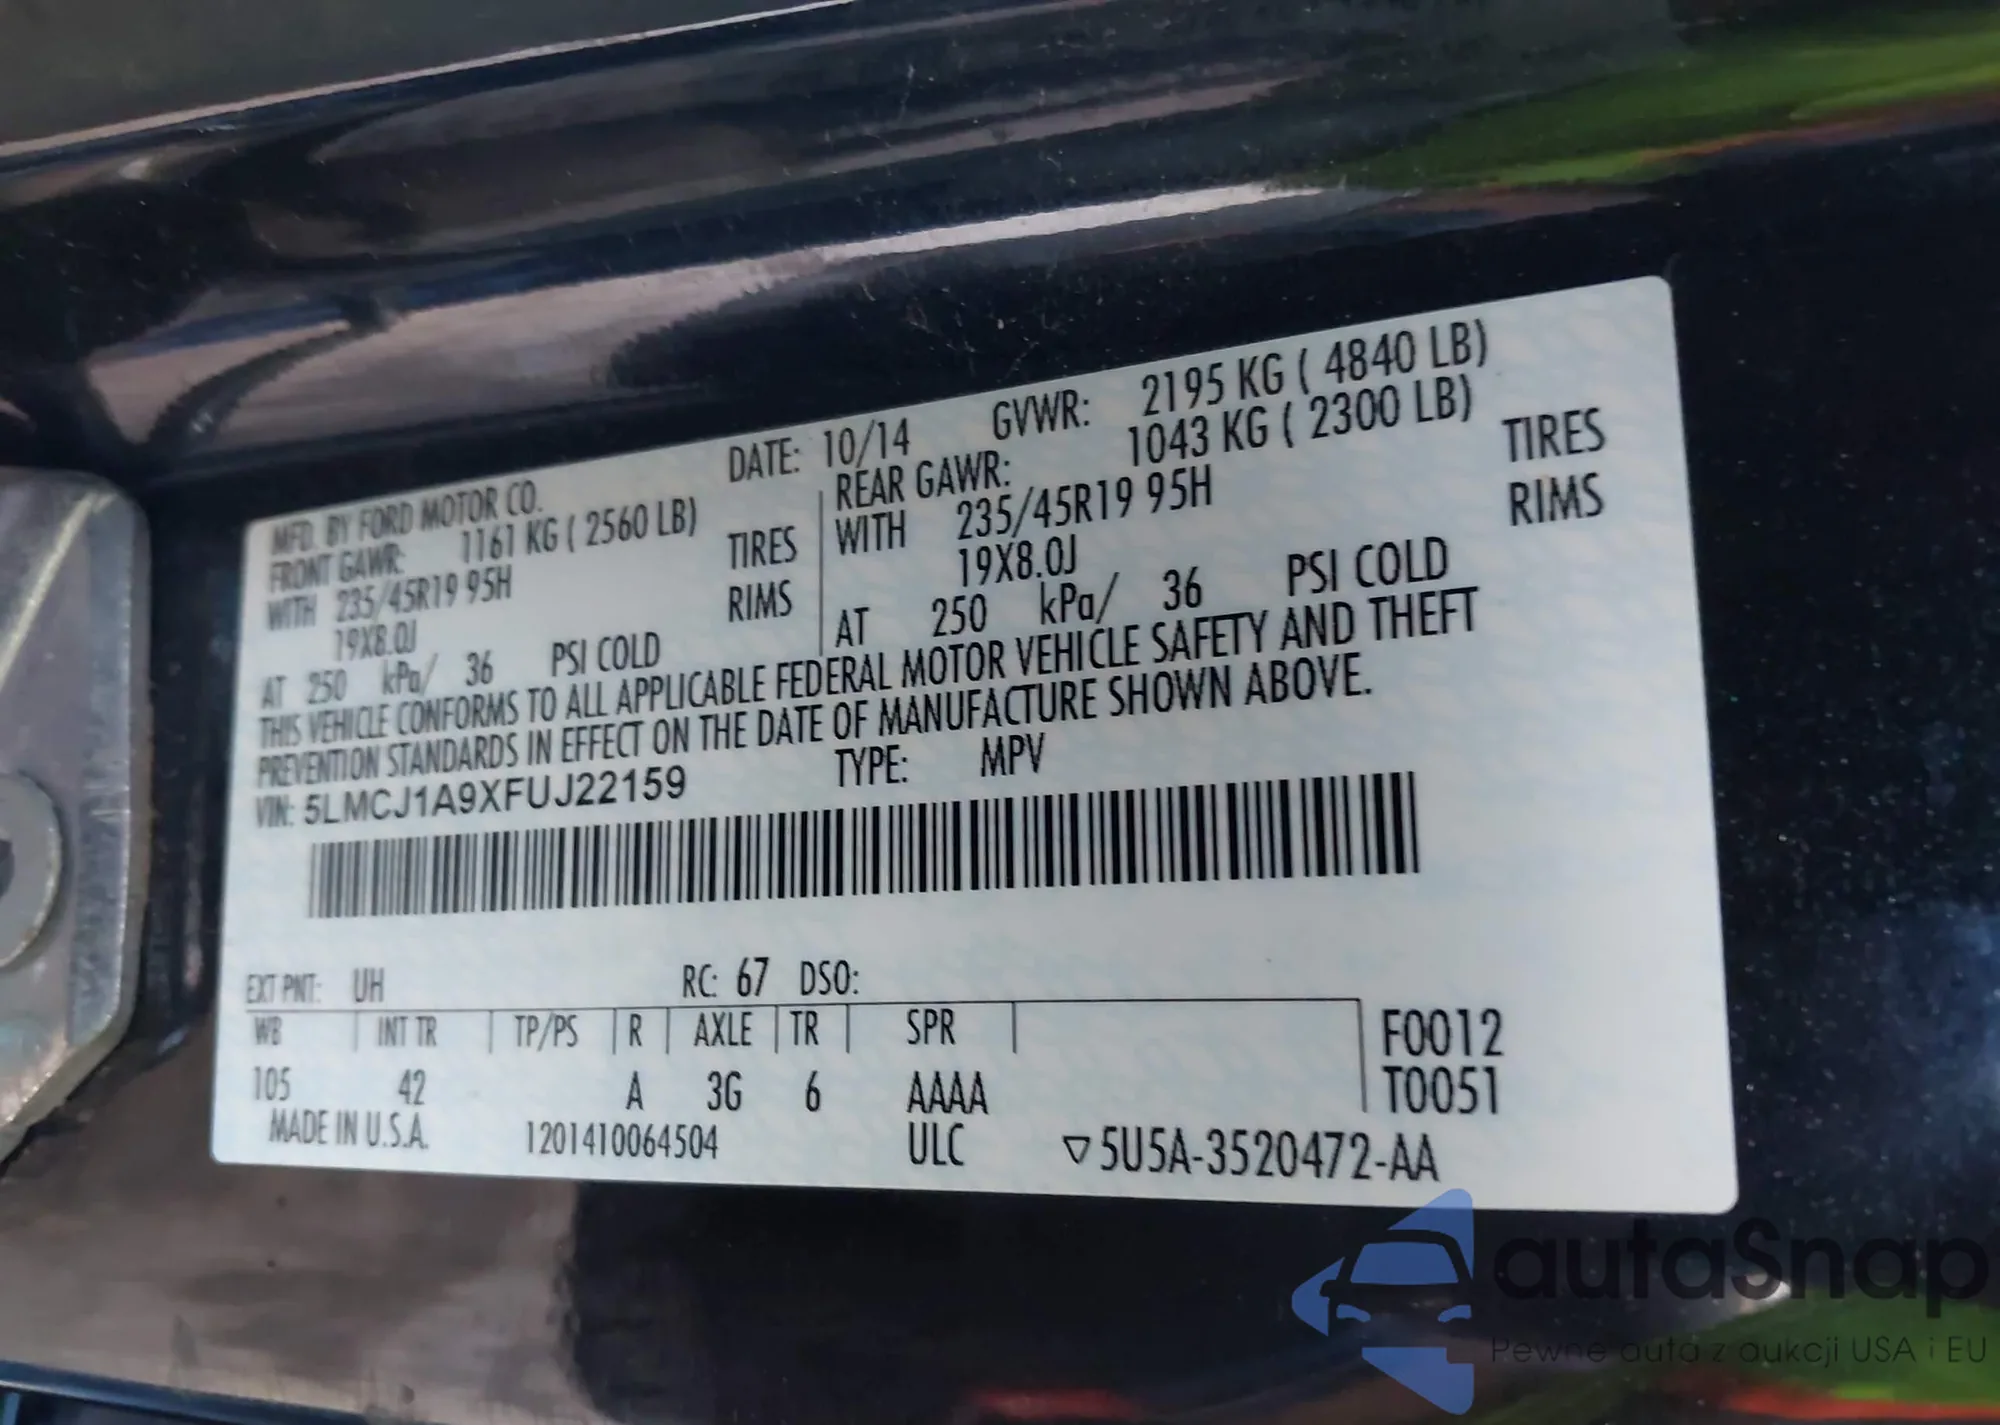 MFD. BY FORD MOTOR CO. DATE: 10/14 GVWR: 2195 KG ( 4840 LB)
FRONT GAWR: 1161 KG ( 2560 LB) REAR GAWR: 1043 KG ( 2300 LB)
WITH 235/45R19 95H TIRES WITH 235/45R19 95H TIRES
19X8.0J RIMS 19X8.0J RIMS
AT 250 kPa/ 36 PSI COLD AT 250 kPa/ 36 PSI COLD
THIS VEHICLE CONFORMS TO ALL APPLICABLE FEDERAL MOTOR VEHICLE SAFETY AND THEFT
PREVENTION STANDARDS IN EFFECT ON THE DATE OF MANUFACTURE SHOWN ABOVE.
VIN: 5LMCJ1A9XFUJ22159 TYPE: MPV
EXT PNT: UH RC: 67 DSO:
WB INT TR TP/PS R AXLE TR SPR F0012
105 42 A 3G 6 AAAA T0051
MADE IN U.S.A. 1201410064504 ULC ▽5U5A-3520472-AA
autaSnap
Pewne auta z aukcji USA i EU